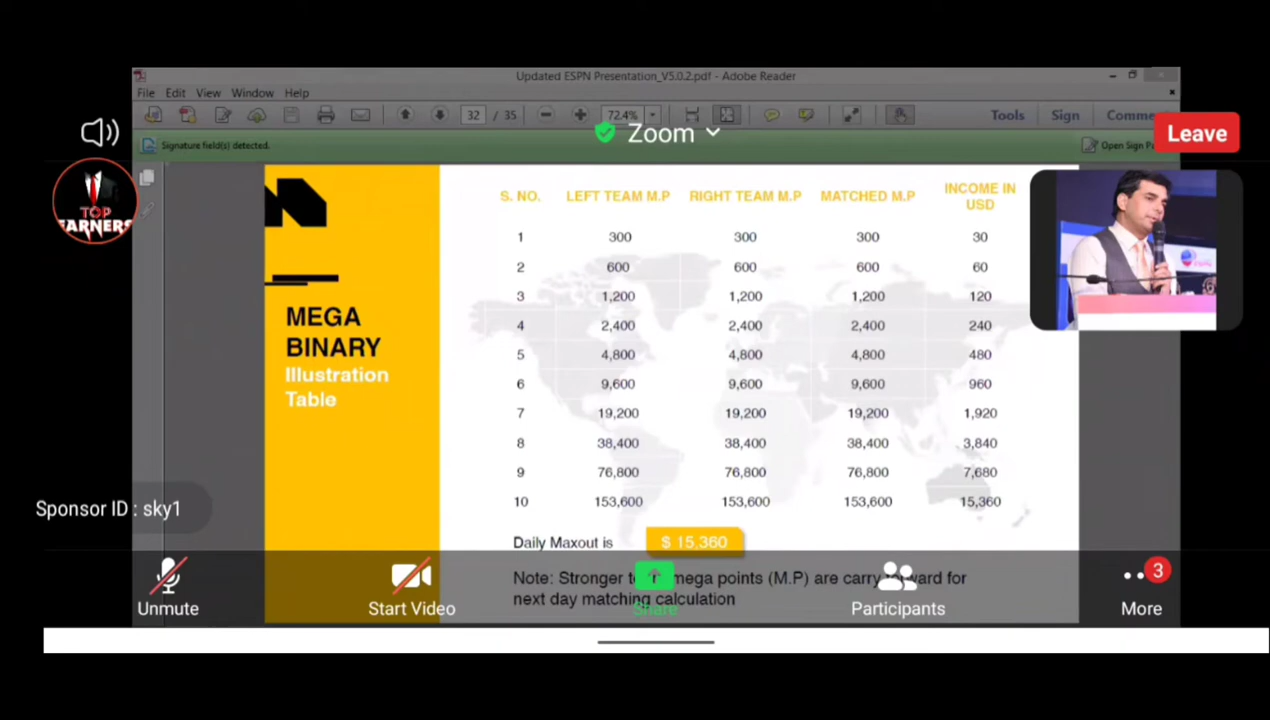 Updated ESPN Presentation_V5.0.2.pdf - Adobe Reader
File Edit View Window Help
32 / 35 72.4% Tools Sign
Zoom
Leave
Signature field(s) detected.
Open Sign
TOP
EARNERS
MEGA
BINARY
Illustration
Table
S. NO. LEFT TEAM M.P RIGHT TEAM M.P MATCHED M.P INCOME IN USD
1 300 300 300 30
2 600 600 600 60
3 1,200 1,200 1,200 120
4 2,400 2,400 2,400 240
5 4,800 4,800 4,800 480
6 9,600 9,600 9,600 960
7 19,200 19,200 19,200 1,920
8 38,400 38,400 38,400 3,840
9 76,800 76,800 76,800 7,680
10 153,600 153,600 153,600 15,360
Sponsor ID : sky1
Daily Maxout is $ 15,360
Note: Stronger mega points (M.P) are carry forward for
next day matching calculation
3
Unmute Start Video Share Participants More